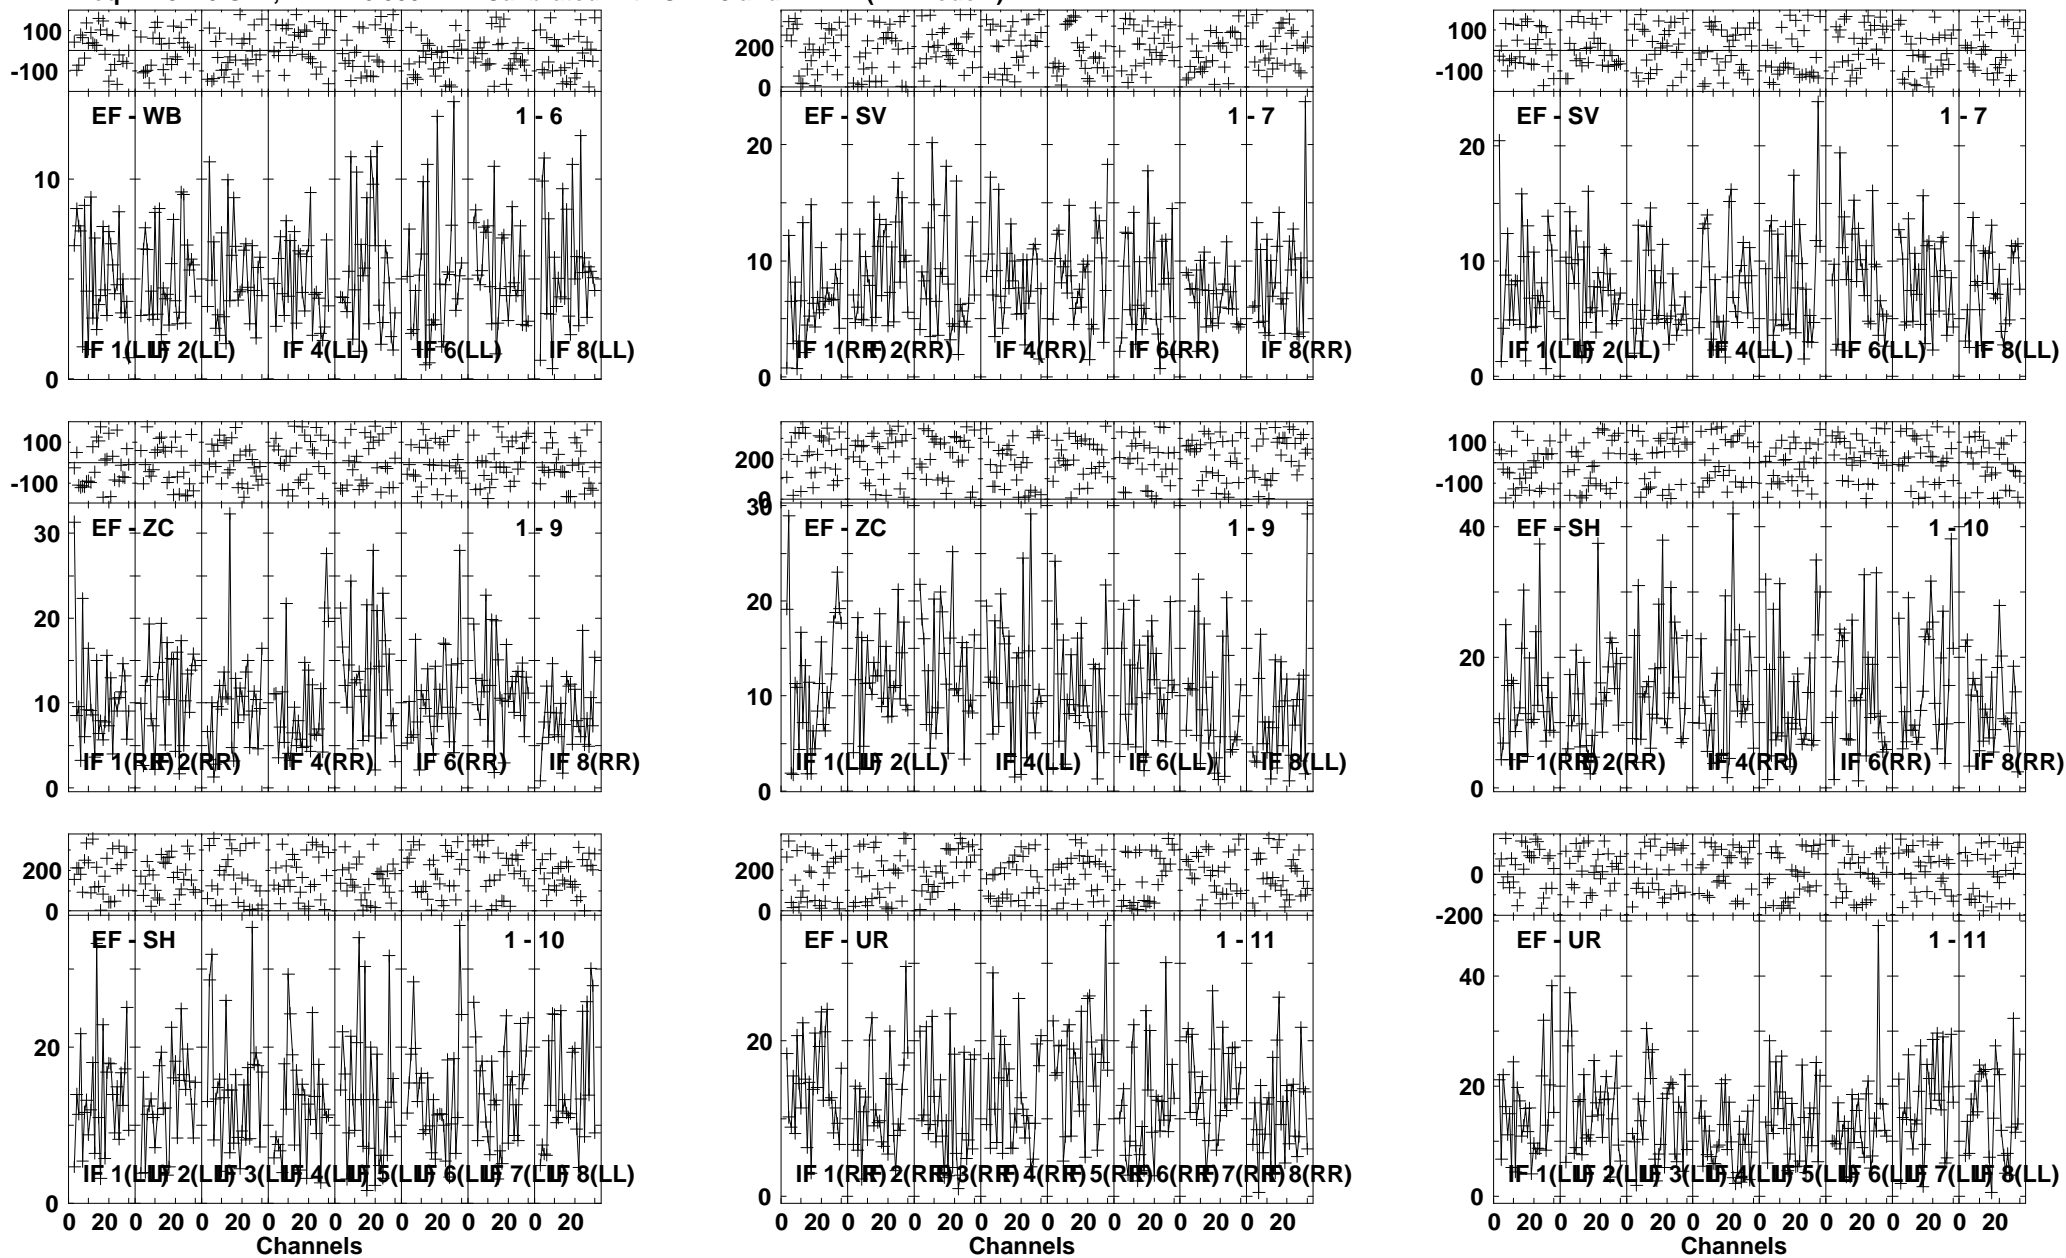 100
-100
EF - WB 1 - 6
10
IF 1(LL) IF 2(LL) IF 4(LL) IF 6(LL) IF 8(LL)
0
200
0
EF - SV 1 - 7
20
10
IF 1(RR) IF 2(RR) IF 4(RR) IF 6(RR) IF 8(RR)
0
100
-100
EF - SV 1 - 7
20
10
IF 1(LL) IF 2(LL) IF 4(LL) IF 6(LL) IF 8(LL)
0
100
-100
EF - ZC 1 - 9
30
20
10
IF 1(RR) IF 2(RR) IF 4(RR) IF 6(RR) IF 8(RR)
0
200
0
30
EF - ZC 1 - 9
20
10
IF 1(LL) IF 2(LL) IF 4(LL) IF 6(LL) IF 8(LL)
0
100
-100
EF - SH 1 - 10
40
20
IF 1(RR) IF 2(RR) IF 4(RR) IF 6(RR) IF 8(RR)
0
200
0
EF - SH 1 - 10
20
IF 1(LL) IF 2(LL) IF 3(LL) IF 4(LL) IF 5(LL) IF 6(LL) IF 7(LL) IF 8(LL)
0
0 20 0 20 0 20 0 20 0 20 0 20 0 20 0 20
Channels
200
0
EF - UR 1 - 11
20
IF 1(RR) IF 2(RR) IF 3(RR) IF 4(RR) IF 5(RR) IF 6(RR) IF 7(RR) IF 8(RR)
0
0 20 0 20 0 20 0 20 0 20 0 20 0 20 0 20
Channels
0
-200
EF - UR 1 - 11
40
20
IF 1(LL) IF 2(LL) IF 3(LL) IF 4(LL) IF 5(LL) IF 6(LL) IF 7(LL) IF 8(LL)
0
0 20 0 20 0 20 0 20 0 20 0 20 0 20 0 20
Channels